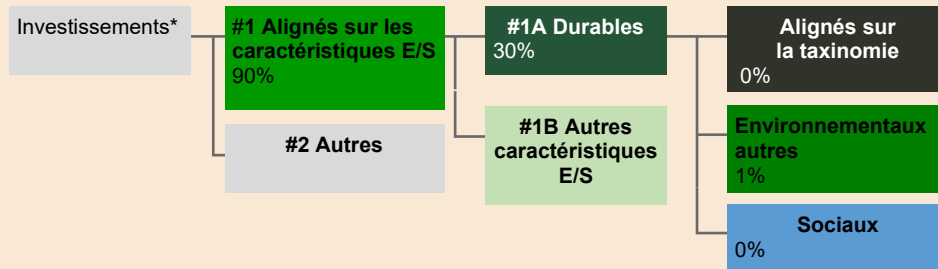 Investissements*
#1 Alignés sur les
caractéristiques E/S
90%
#2 Autres
#1A Durables
30%
#1B Autres
caractéristiques
E/S
Alignés sur
la taxinomie
0%
Environnementaux
autres
1%
Sociaux
0%